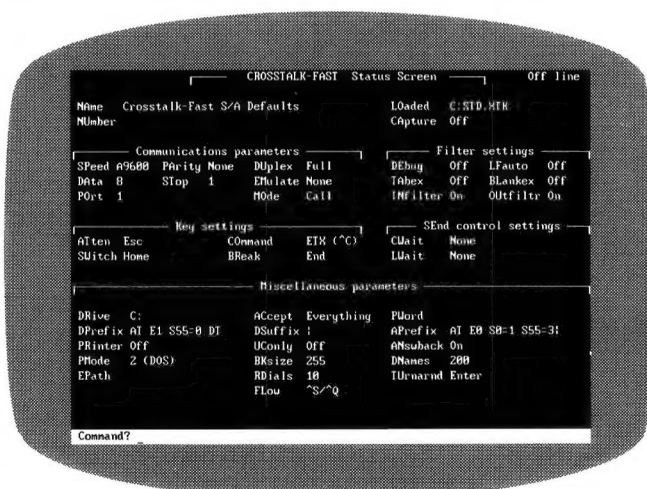 CROSSTALK-FAST Status Screen Off line
NAme Crosstalk-Fast S/A Defaults LOaded C:STD.XTK
NUmber CApture Off
Communications parameters Filter settings
SPeed A9600 PArity None DUplex Full DEbug Off LFauto Off
DAta 8 STop 1 EMulate None TAbex Off BLankex Off
POrt 1 MOde Call INfilter On OUtfiltr On
Key settings SEnd control settings
ATten Esc COmmand ETX (^C) CWait None
SWitch Home BReak End LWait None
Miscellaneous parameters
DRive C: ACcept Everything PWord
DPrefix AT E1 S55=0 DT DSuffix | APrefix AT E0 S0=1 S55=3|
PRinter Off UConly Off ANswback On
PMode 2 (DOS) BKsize 255 DNames 200
EPath RDials 10 TUrnarnd Enter
FLow ^S/^Q
Command? _